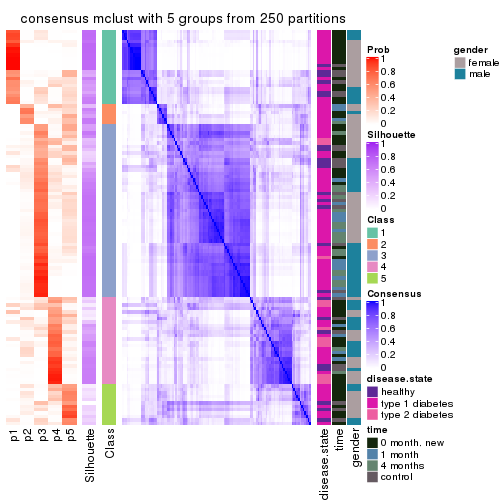 consensus mclust with 5 groups from 250 partitions
Prob
1
0.8
0.6
0.4
0.2
0
gender
female
male
Silhouette
1
0.8
0.6
0.4
0.2
0
Class
1
2
3
4
5
Consensus
1
0.8
0.6
0.4
0.2
0
disease.state
healthy
type 1 diabetes
type 2 diabetes
time
0 month. new
1 month
4 months
control
p1
p2
p3
p4
p5
Silhouette
Class
disease.state
time
gender